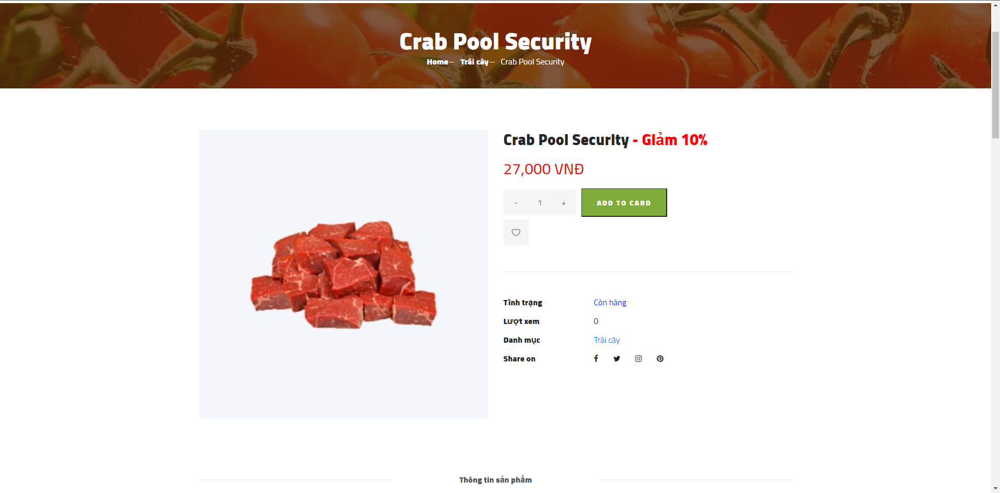 Crab Pool Security
Home— Trái cây— Crab Pool Security
Crab Pool Security - Giảm 10%
27,000 VNĐ
- 1 +
ADD TO CARD
Tình trạng Còn hàng
Lượt xem 0
Danh mục Trái cây
Share on
Thông tin sản phẩm